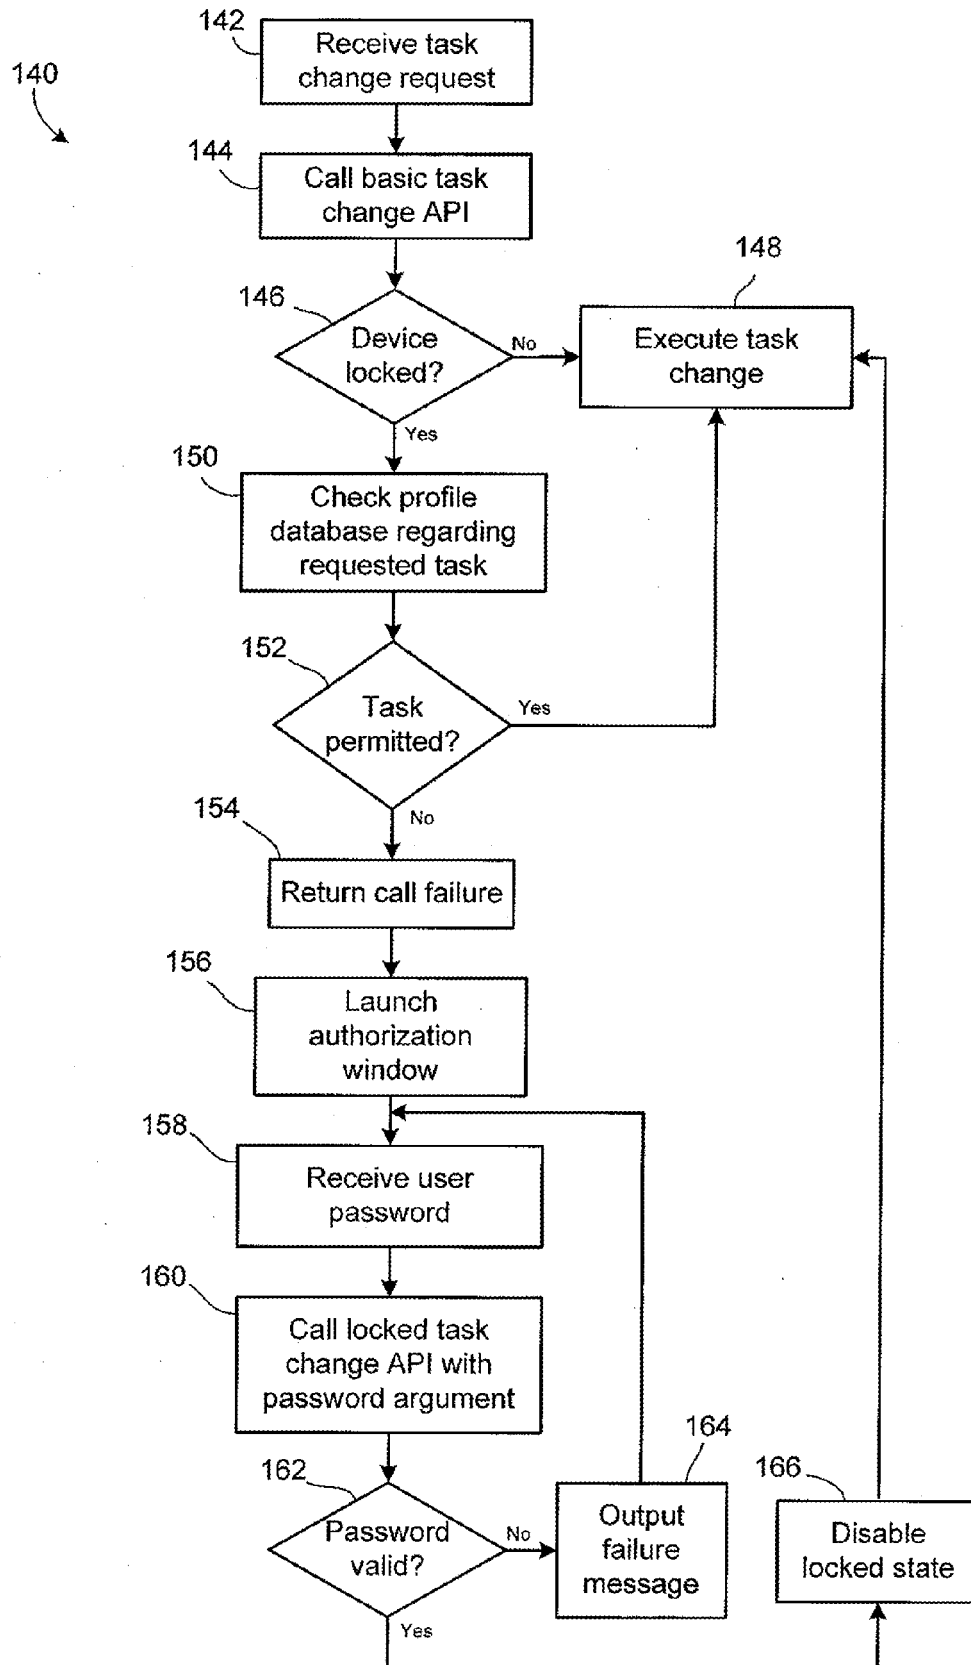 142
Receive task
change request
140
144
Call basic task
change API
146
Device
locked?
No
Yes
148
Execute task
change
150
Check profile
database regarding
requested task
152
Task
permitted?
Yes
No
154
Return call failure
156
Launch
authorization
window
158
Receive user
password
160
Call locked task
change API with
password argument
162
Password
valid?
No
Yes
164
Output
failure
message
166
Disable
locked state